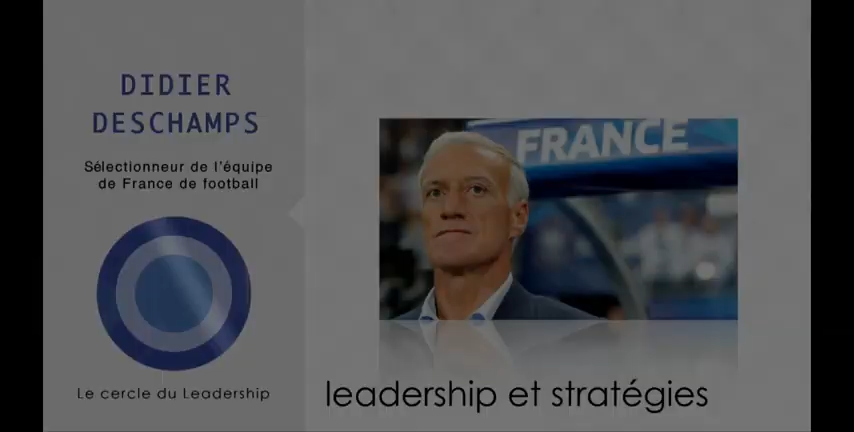 DIDIER
DESCHAMPS
Sélectionneur de l'équipe
de France de football
Le cercle du Leadership
FRANCE
leadership et stratégies